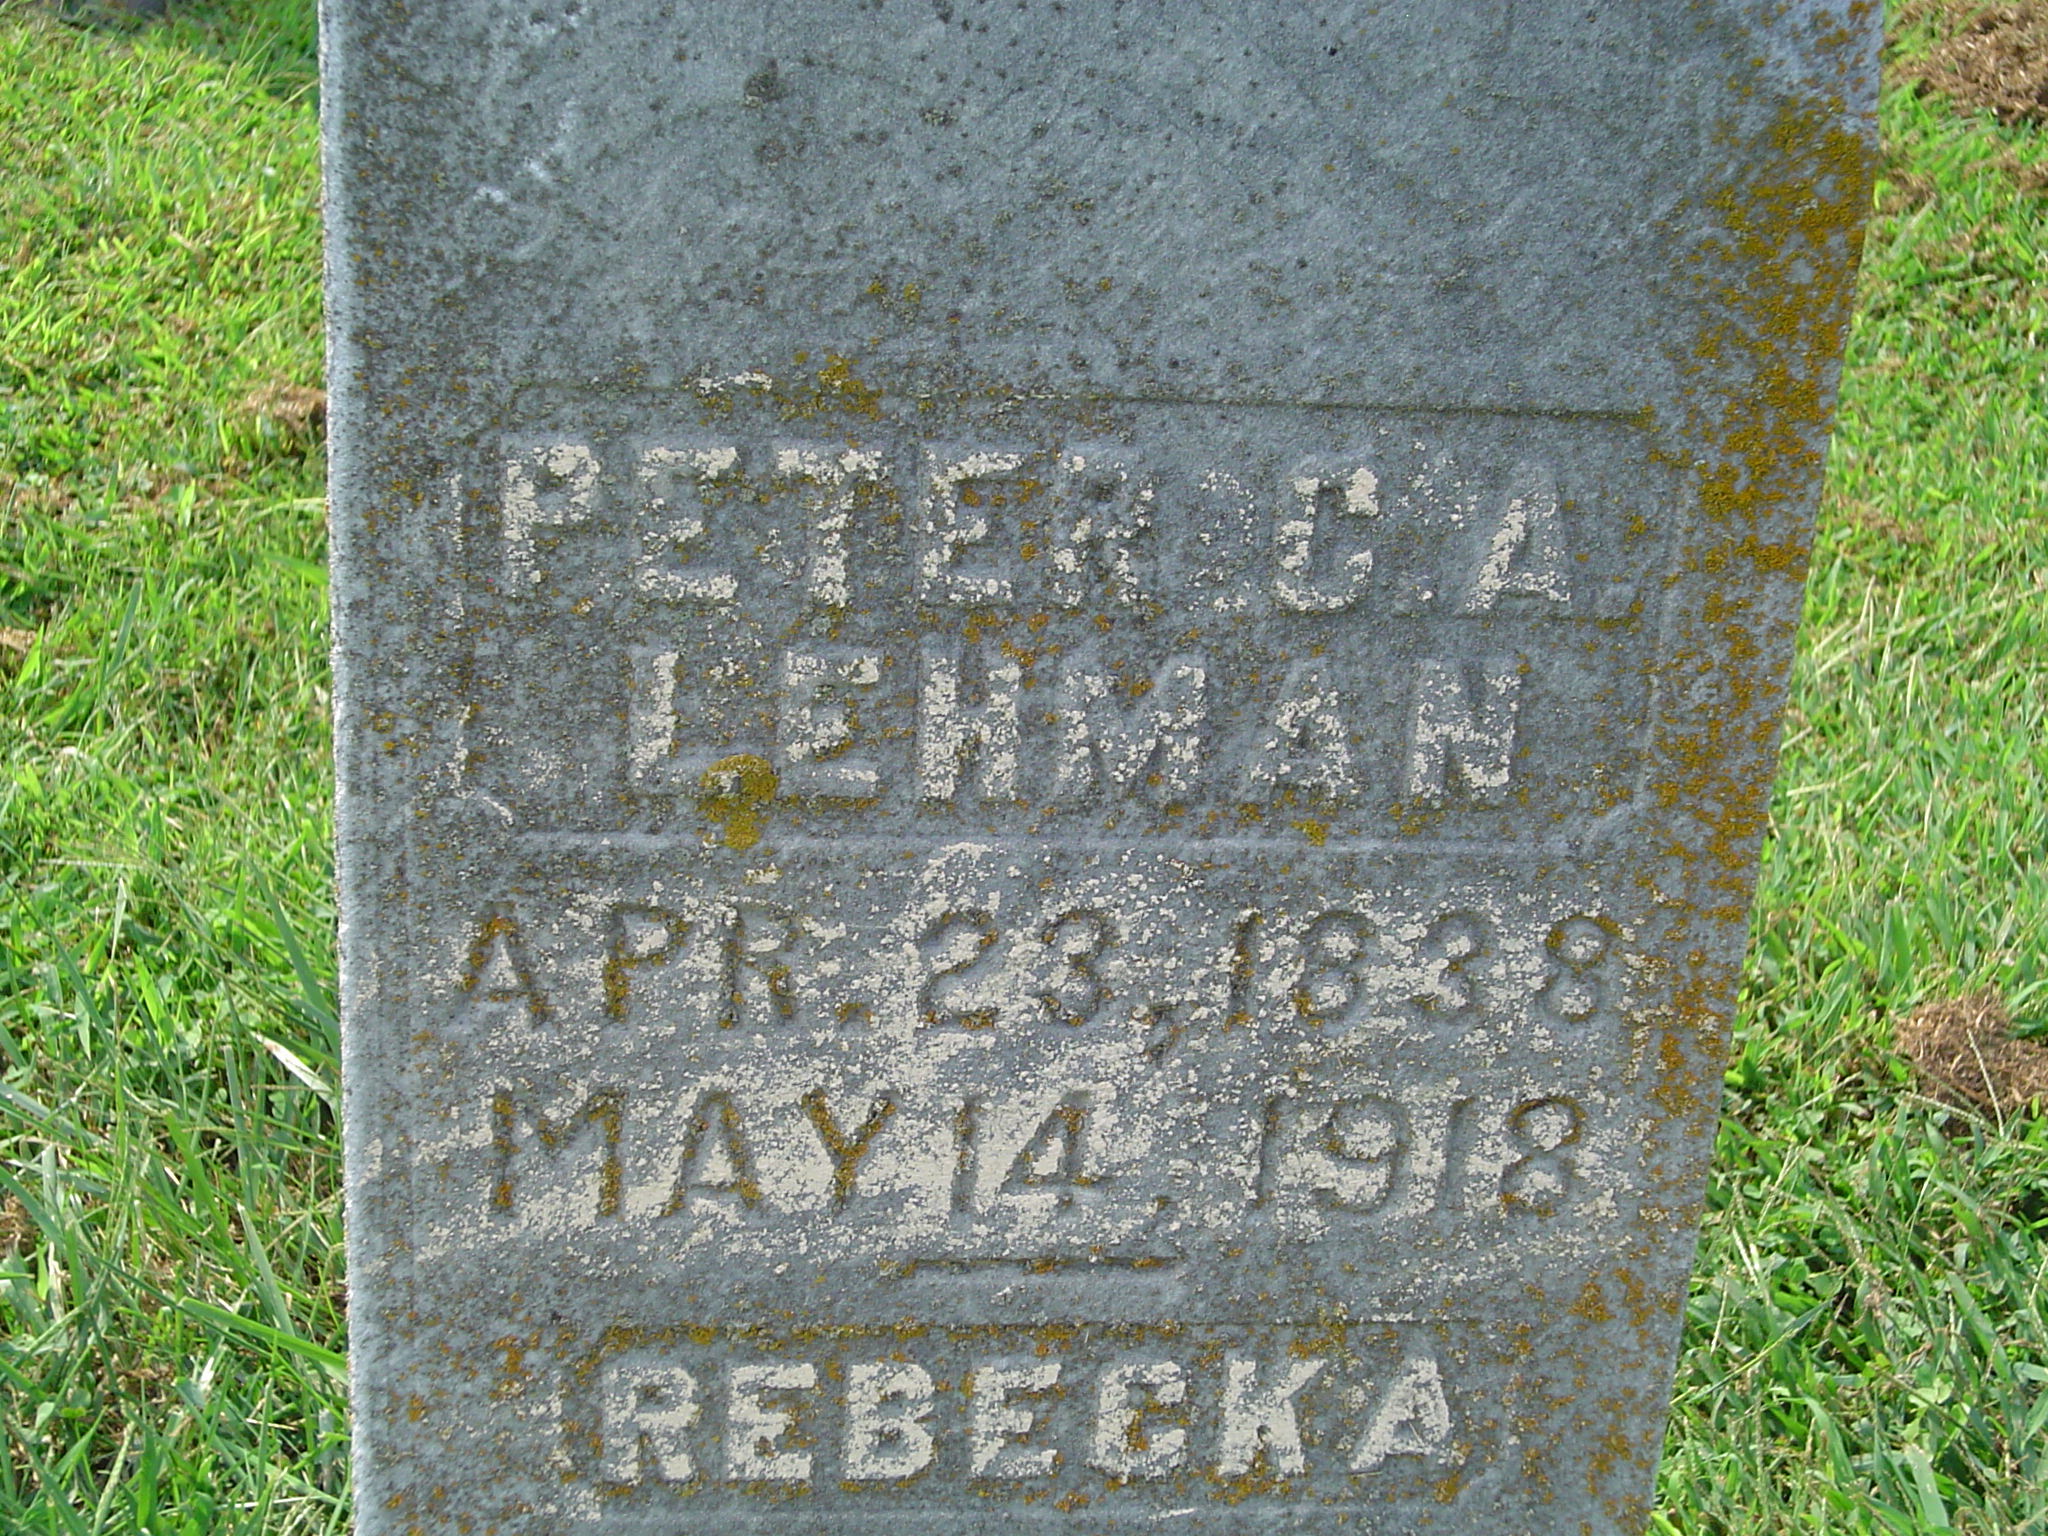 PETER C. A.
LEHMAN
APR. 23, 1838
MAY 14, 1918
REBECKA